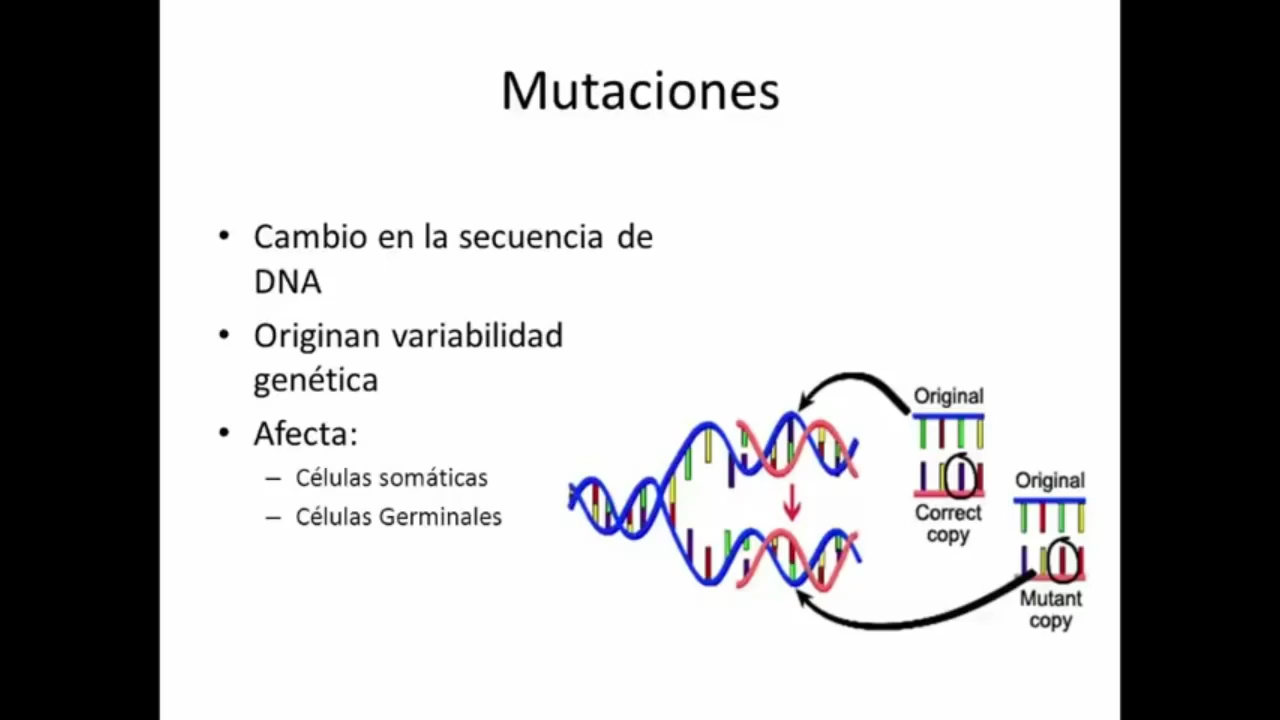 Mutaciones
• Cambio en la secuencia de
DNA
• Originan variabilidad
genética
• Afecta:
– Células somáticas
– Células Germinales
Original
Correct
copy
Original
Mutant
copy